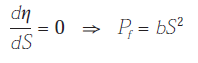 dη/dS = 0 ⇒ P_f = bS²